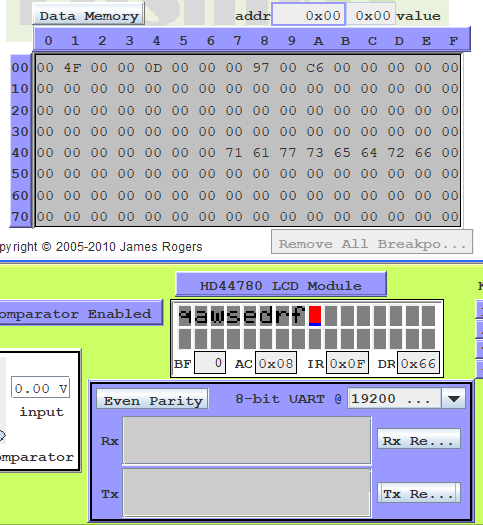 Data Memory addr 0x00 0x00 value
0 1 2 3 4 5 6 7 8 9 A B C D E F
00 00 4F 00 00 0D 00 00 00 97 00 C6 00 00 00 00 00
10 00 00 00 00 00 00 00 00 00 00 00 00 00 00 00 00
20 00 00 00 00 00 00 00 00 00 00 00 00 00 00 00 00
30 00 00 00 00 00 00 00 00 00 00 00 00 00 00 00 00
40 00 00 00 00 00 00 00 71 61 77 73 65 64 72 66 00
50 00 00 00 00 00 00 00 00 00 00 00 00 00 00 00 00
60 00 00 00 00 00 00 00 00 00 00 00 00 00 00 00 00
70 00 00 00 00 00 00 00 00 00 00 00 00 00 00 00 00
pyright © 2005-2010 James Rogers
Remove All Breakpo...
HD44780 LCD Module
omparator Enabled
qawsedrf
BF 0 AC 0x08 IR 0x0F DR 0x66
0.00 V
input
omparator
Even Parity 8-bit UART @ 19200 ...
Rx Rx Re...
Tx Tx Re...